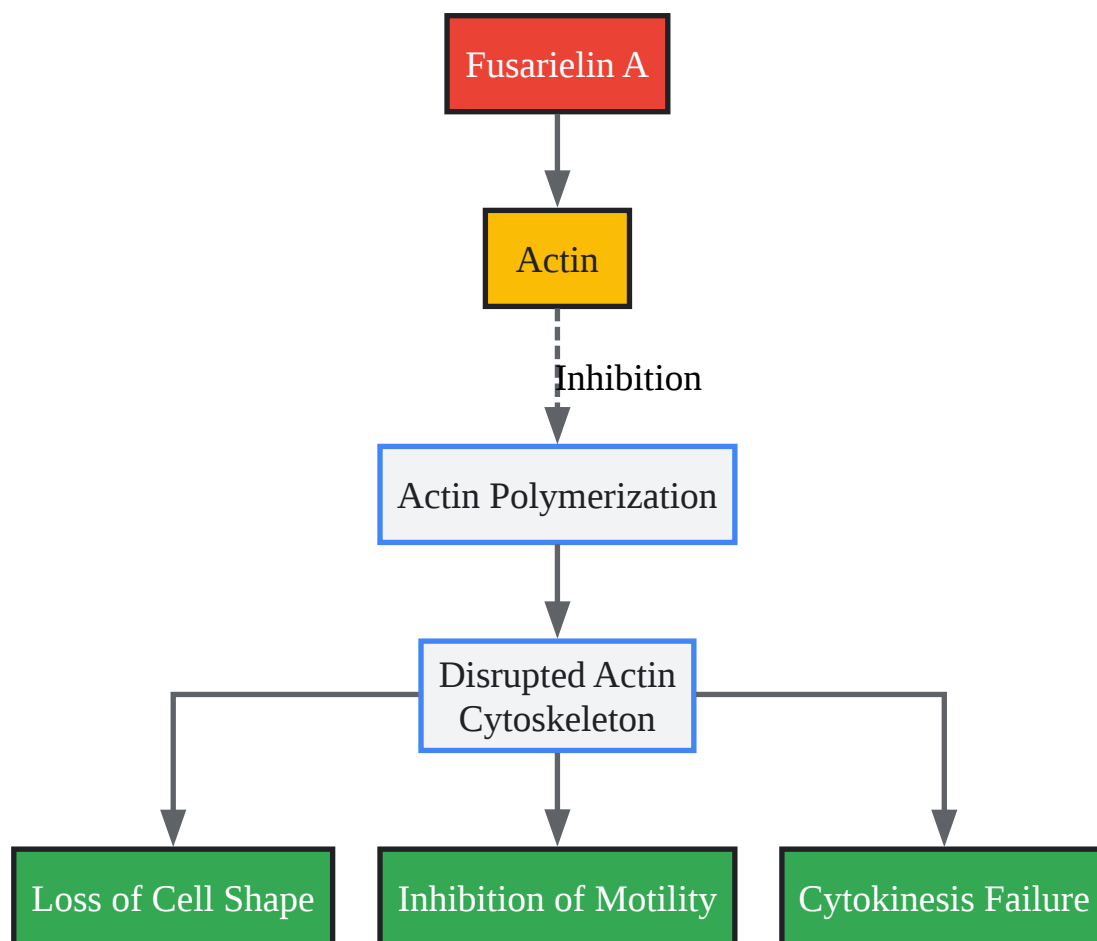 Fusarielin A
Actin
Inhibition
Actin Polymerization
Disrupted Actin
Cytoskeleton
Loss of Cell Shape
Inhibition of Motility
Cytokinesis Failure